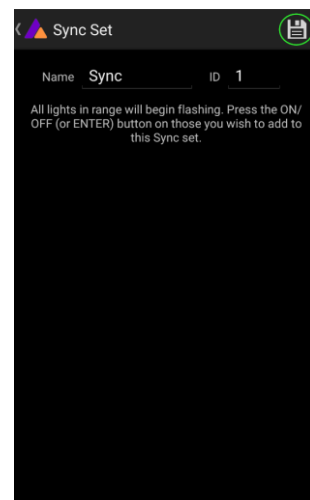 Sync Set
Name Sync ID 1
All lights in range will begin flashing. Press the ON/
OFF (or ENTER) button on those you wish to add to
this Sync set.